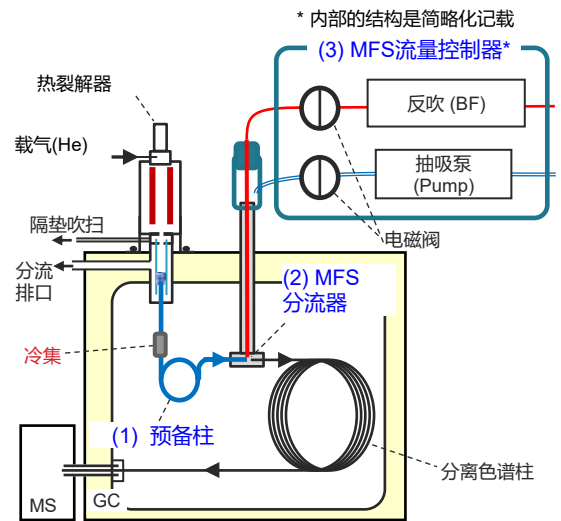 * 内部的结构是简略化记载
(3) MFS流量控制器*
热裂解器
反吹 (BF)
载气(He)
抽吸泵
(Pump)
隔垫吹扫
电磁阀
分流
排口
(2) MFS
分流器
冷集
(1) 预备柱
分离色谱柱
MS
GC